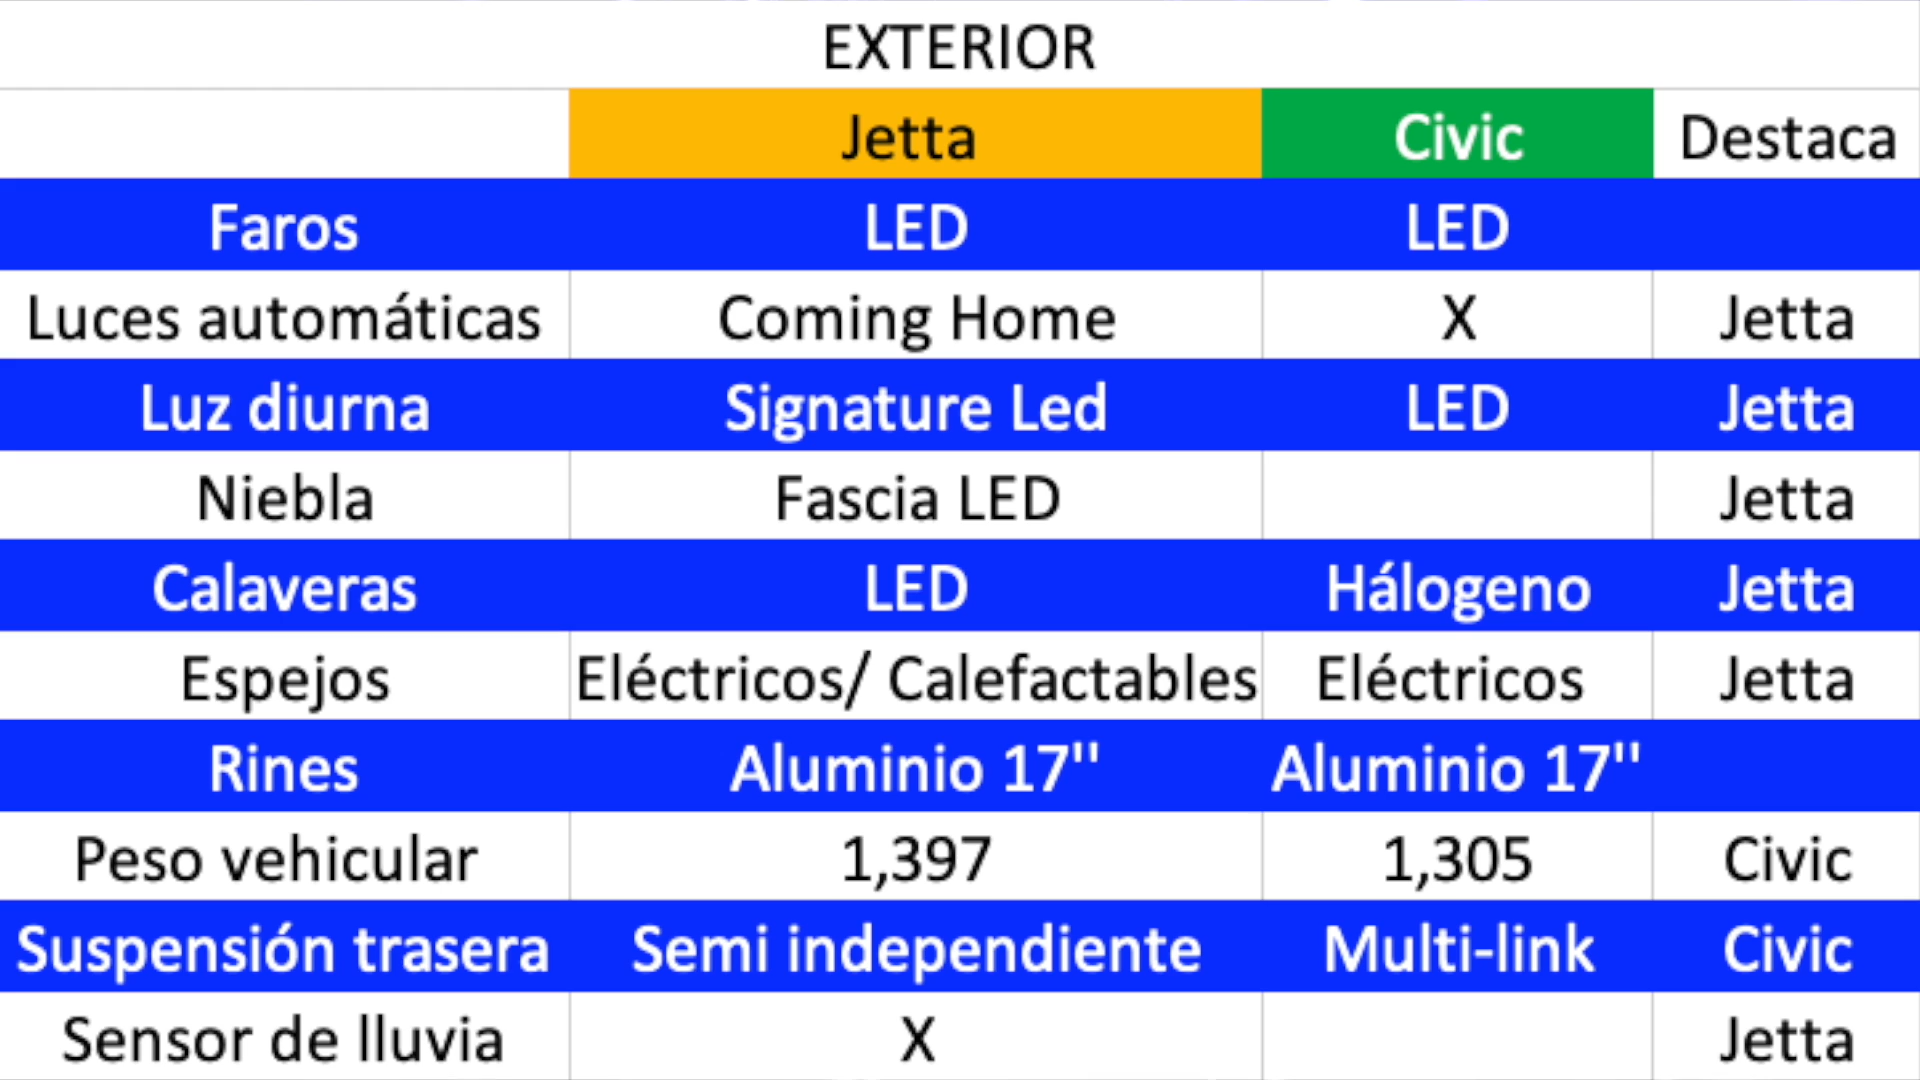 EXTERIOR
Jetta Civic Destaca
Faros LED LED
Luces automáticas Coming Home X Jetta
Luz diurna Signature Led LED Jetta
Niebla Fascia LED Jetta
Calaveras LED Hálogeno Jetta
Espejos Eléctricos/ Calefactables Eléctricos Jetta
Rines Aluminio 17'' Aluminio 17''
Peso vehicular 1,397 1,305 Civic
Suspensión trasera Semi independiente Multi-link Civic
Sensor de lluvia X Jetta